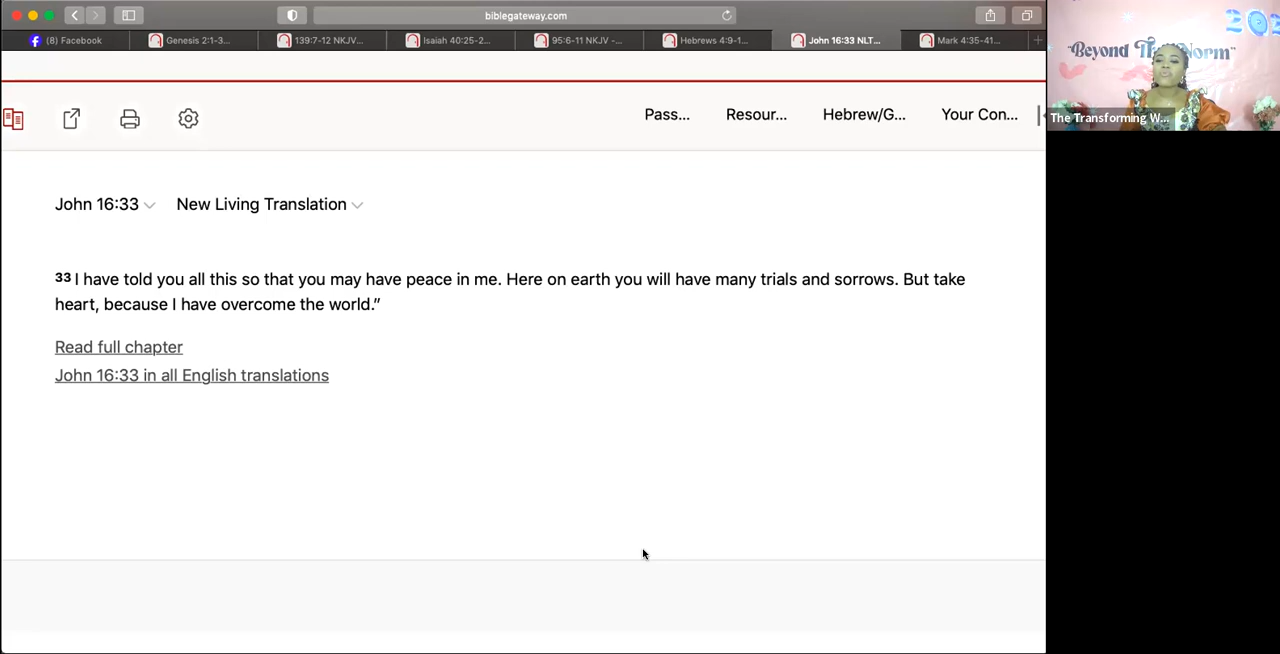 biblegateway.com
(8) Facebook
Genesis 2:1-3...
139:7-12 NKJV...
Isaiah 40:25-2...
95:6-11 NKJV -...
Hebrews 4:9-1...
John 16:33 NLT...
Mark 4:35-41...
Pass...
Resour...
Hebrew/G...
Your Con...
John 16:33
New Living Translation
33 I have told you all this so that you may have peace in me. Here on earth you will have many trials and sorrows. But take
heart, because I have overcome the world.”
Read full chapter
John 16:33 in all English translations
202
"Beyond The Norm"
The Transforming W...